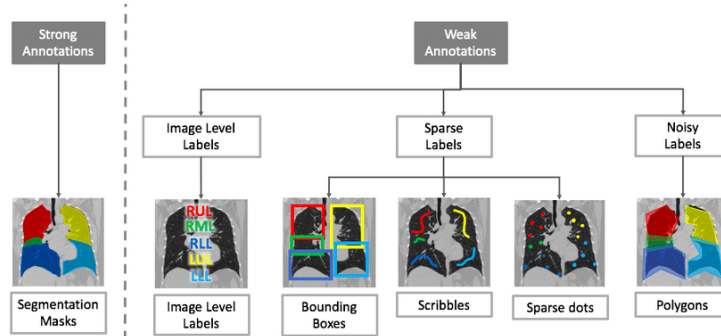 Strong
Annotations
Weak
Annotations
Image Level
Labels
Sparse
Labels
Noisy
Labels
RUL
RML
RLL
LUL
LLL
Segmentation
Masks
Image Level
Labels
Bounding
Boxes
Scribbles
Sparse dots
Polygons